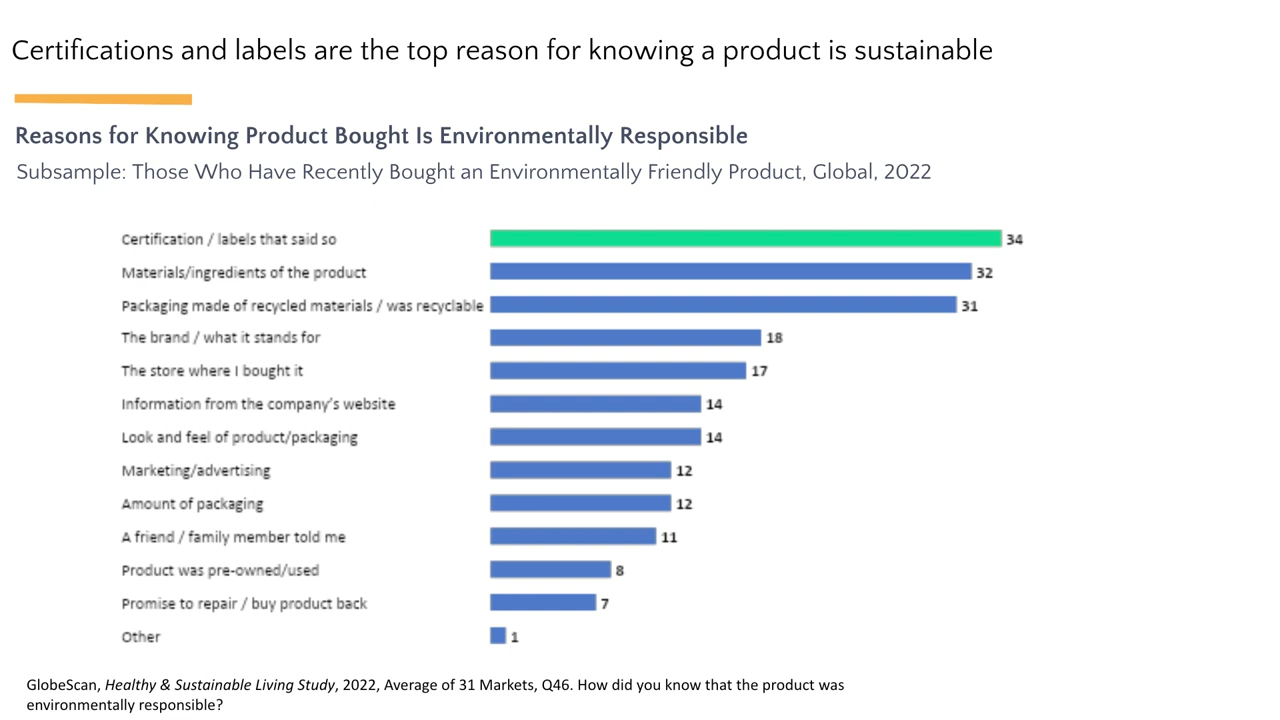 Certifications and labels are the top reason for knowing a product is sustainable
Reasons for Knowing Product Bought Is Environmentally Responsible
Subsample: Those Who Have Recently Bought an Environmentally Friendly Product, Global, 2022
Certification / labels that said so 34
Materials/ingredients of the product 32
Packaging made of recycled materials / was recyclable 31
The brand / what it stands for 18
The store where I bought it 17
Information from the company's website 14
Look and feel of product/packaging 14
Marketing/advertising 12
Amount of packaging 12
A friend / family member told me 11
Product was pre-owned/used 8
Promise to repair / buy product back 7
Other 1
GlobeScan, Healthy & Sustainable Living Study, 2022, Average of 31 Markets, Q46. How did you know that the product was
environmentally responsible?